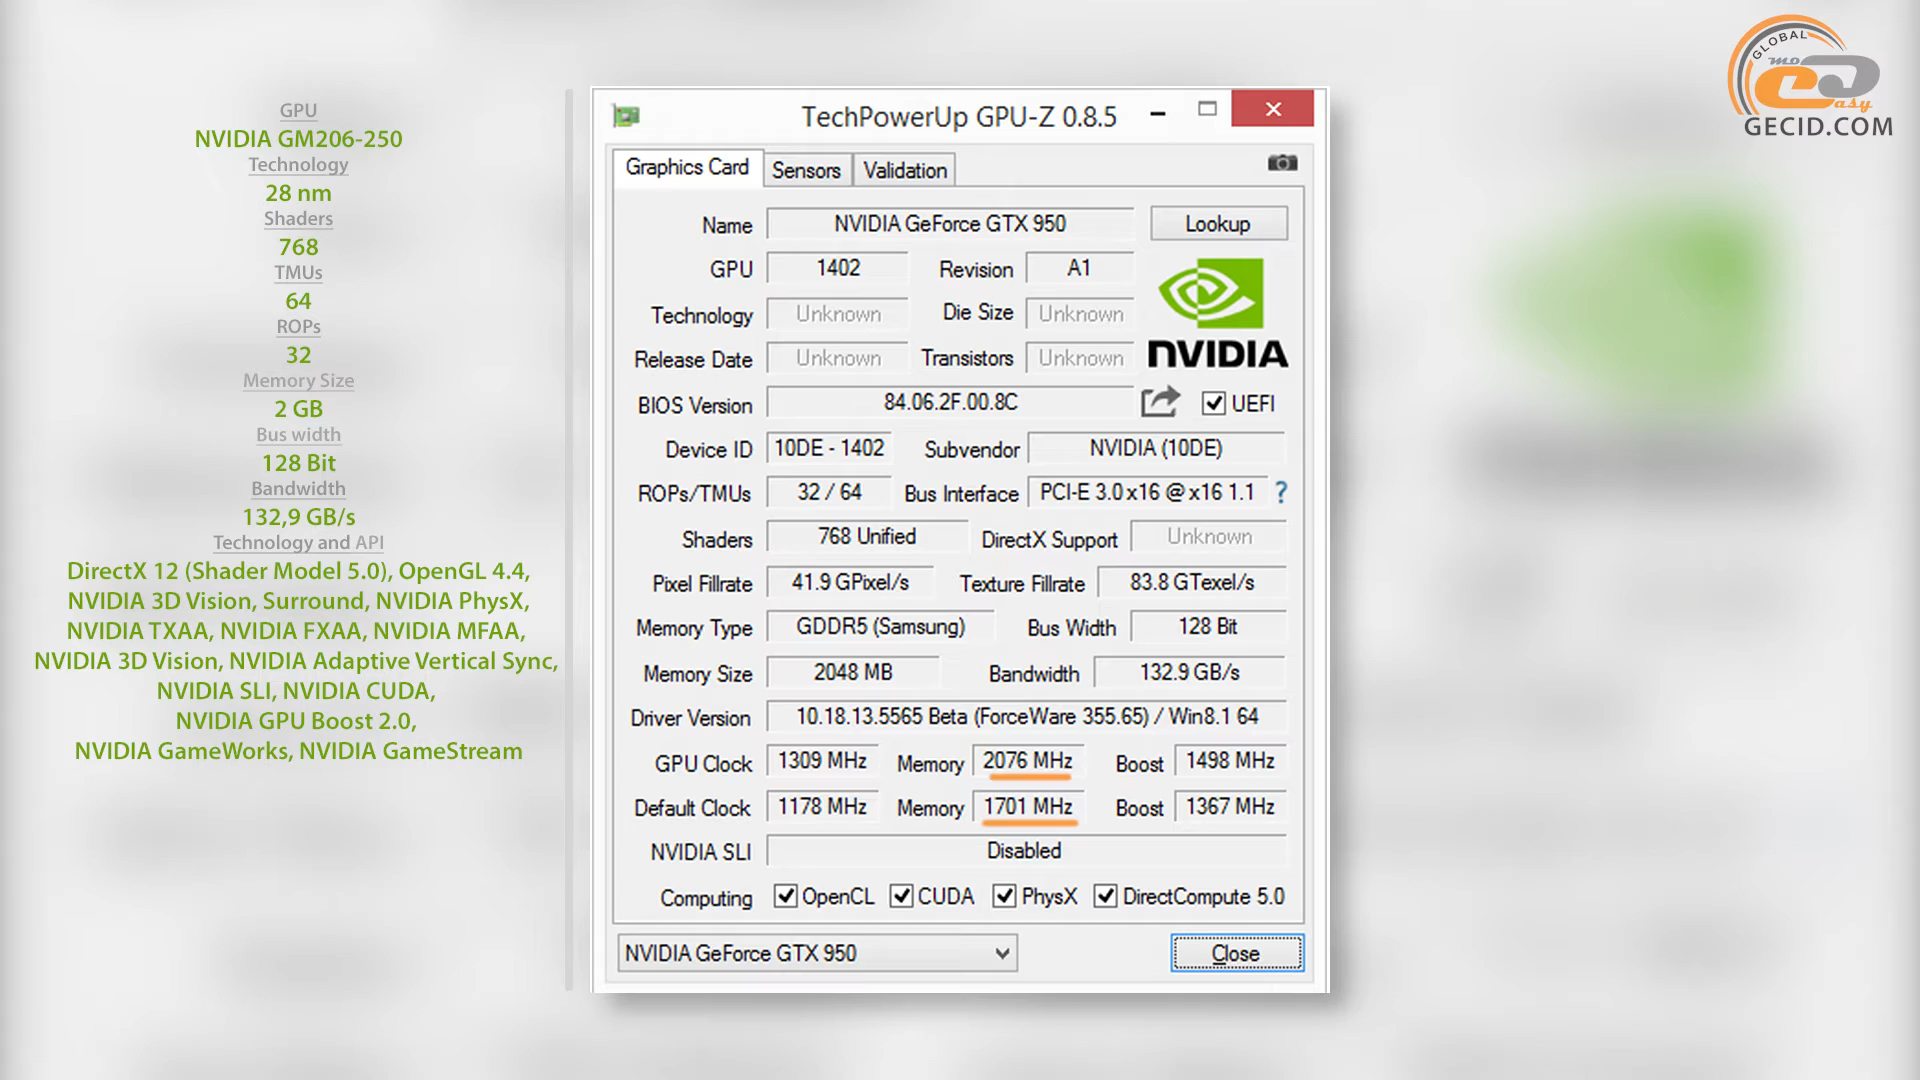 GPU
NVIDIA GM206-250
Technology
28 nm
Shaders
768
TMUs
64
ROPs
32
Memory Size
2 GB
Bus width
128 Bit
Bandwidth
132,9 GB/s
Technology and API
DirectX 12 (Shader Model 5.0), OpenGL 4.4,
NVIDIA 3D Vision, Surround, NVIDIA PhysX,
NVIDIA TXAA, NVIDIA FXAA, NVIDIA MFAA,
NVIDIA 3D Vision, NVIDIA Adaptive Vertical Sync,
NVIDIA SLI, NVIDIA CUDA,
NVIDIA GPU Boost 2.0,
NVIDIA GameWorks, NVIDIA GameStream
TechPowerUp GPU-Z 0.8.5
Graphics Card Sensors Validation
Name NVIDIA GeForce GTX 950 Lookup
GPU 1402 Revision A1
Technology Unknown Die Size Unknown
Release Date Unknown Transistors Unknown
NVIDIA
BIOS Version 84.06.2F.00.8C UEFI
Device ID 10DE - 1402 Subvendor NVIDIA (10DE)
ROPs/TMUs 32 / 64 Bus Interface PCI-E 3.0 x16 @ x16 1.1 ?
Shaders 768 Unified DirectX Support Unknown
Pixel Fillrate 41.9 GPixel/s Texture Fillrate 83.8 GTexel/s
Memory Type GDDR5 (Samsung) Bus Width 128 Bit
Memory Size 2048 MB Bandwidth 132.9 GB/s
Driver Version 10.18.13.5565 Beta (ForceWare 355.65) / Win8.1 64
GPU Clock 1309 MHz Memory 2076 MHz Boost 1498 MHz
Default Clock 1178 MHz Memory 1701 MHz Boost 1367 MHz
NVIDIA SLI Disabled
Computing OpenCL CUDA PhysX DirectCompute 5.0
NVIDIA GeForce GTX 950 Close
GLOBAL
mo
easy
GECID.COM